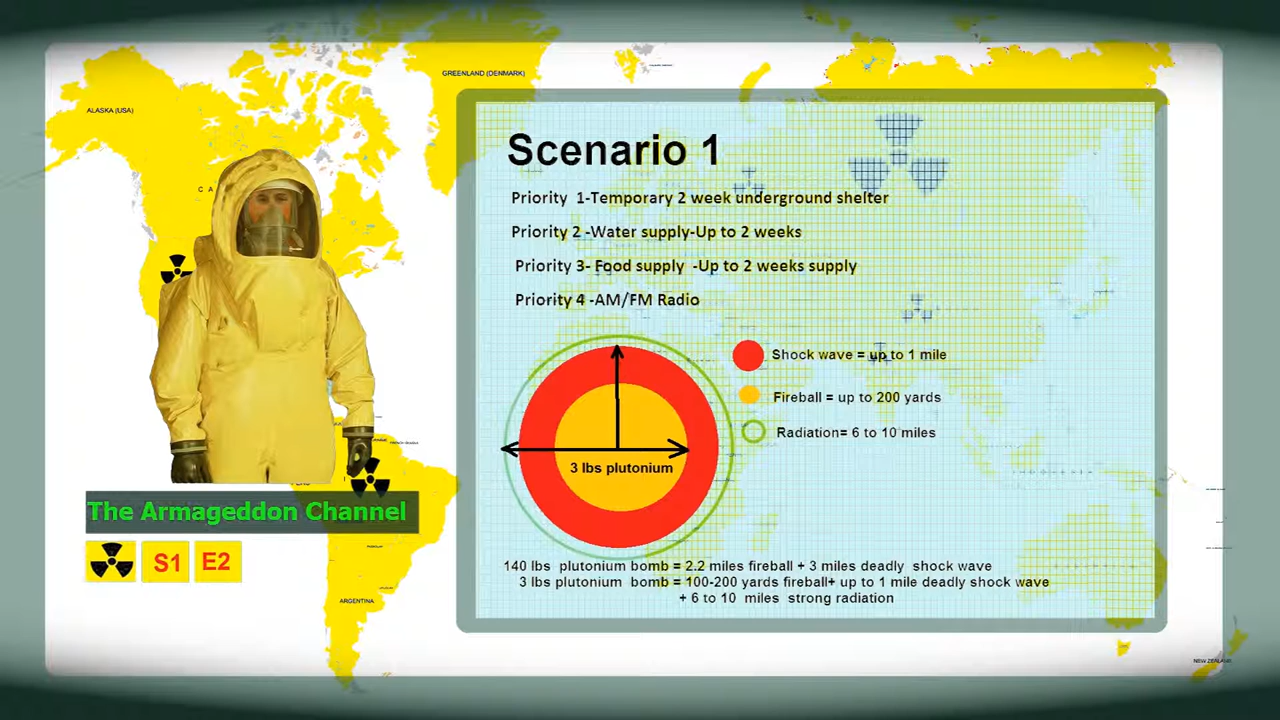 GREENLAND (DENMARK)
ALASKA (USA)
C A
Scenario 1
Priority 1-Temporary 2 week underground shelter
Priority 2 -Water supply-Up to 2 weeks
Priority 3- Food supply -Up to 2 weeks supply
Priority 4 -AM/FM Radio
Shock wave = up to 1 mile
Fireball = up to 200 yards
Radiation= 6 to 10 miles
3 lbs plutonium
The Armageddon Channel
S1 E2
140 lbs plutonium bomb = 2.2 miles fireball + 3 miles deadly shock wave
3 lbs plutonium bomb = 100-200 yards fireball+ up to 1 mile deadly shock wave
+ 6 to 10 miles strong radiation
ARGENTINA
NEW ZEALAND